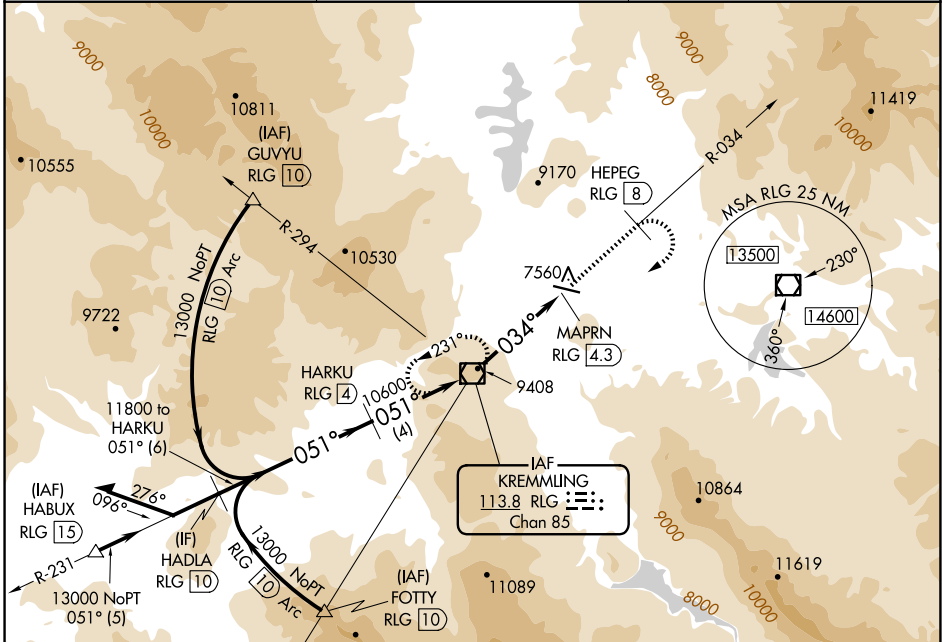 9000
10000
10811
(IAF)
GUVYU
RLG 10
10555
R-294
10530
13000 NoPT
RLG 10 Arc
9722
9000
8000
9170
HEPEG
RLG 8
R-034
11419
10000
MSA RLG 25 NM
13500
230°
14600
360°
7560
034°
MAPRN
RLG 4.3
231°
HARKU
RLG 4
10600
9408
051°
051°
(4)
11800 to
HARKU
051° (6)
276°
096°
(IAF)
HABUX
RLG 15
R-231
13000 NoPT
051° (5)
(IF)
HADLA
RLG 10
13000 NoPT
RLG 10 Arc
(IAF)
FOTTY
RLG 10
IAF
KREMMLING
113.8 RLG
Chan 85
11089
10864
9000
11619
10000
8000